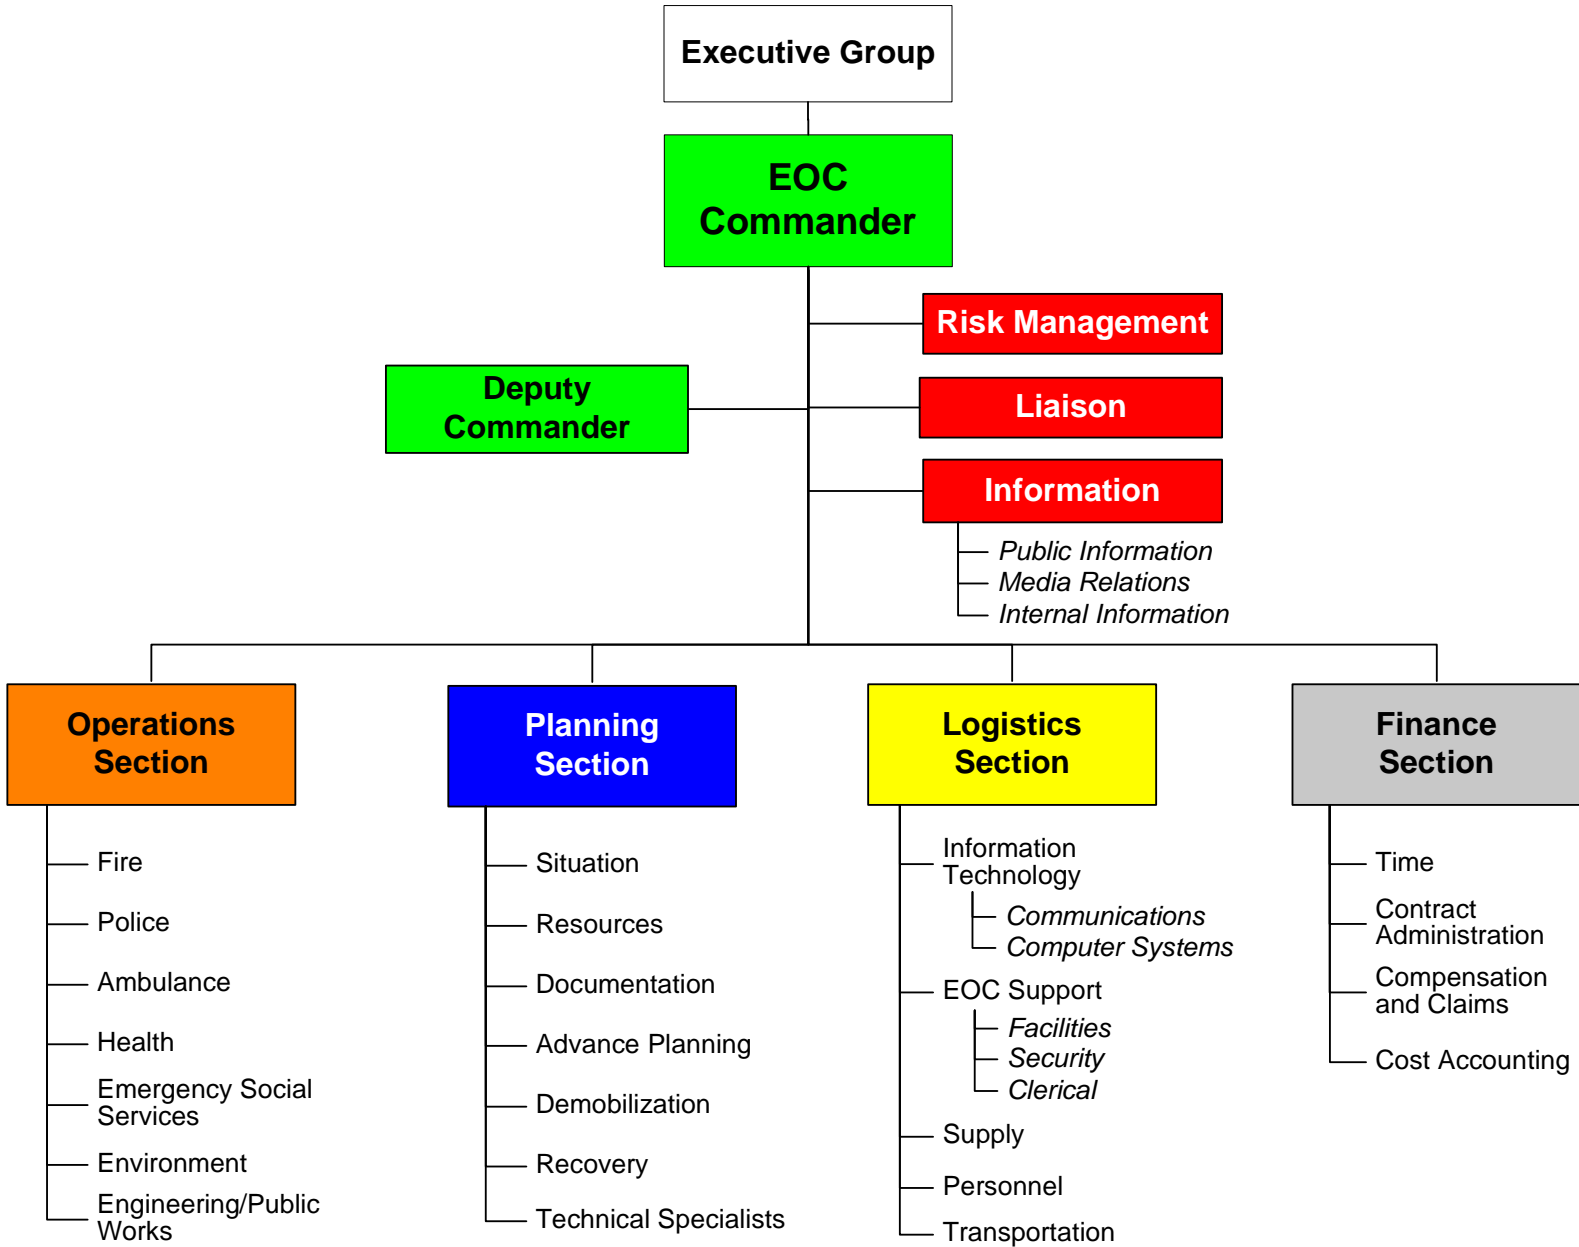 Executive Group
EOC
Commander
Risk Management
Deputy
Commander
Liaison
Information
Public Information
Media Relations
Internal Information
Operations
Section
Fire
Police
Ambulance
Health
Emergency Social
Services
Environment
Engineering/Public
Works
Planning
Section
Situation
Resources
Documentation
Advance Planning
Demobilization
Recovery
Technical Specialists
Logistics
Section
Information
Technology
Communications
Computer Systems
EOC Support
Facilities
Security
Clerical
Supply
Personnel
Transportation
Finance
Section
Time
Contract
Administration
Compensation
and Claims
Cost Accounting